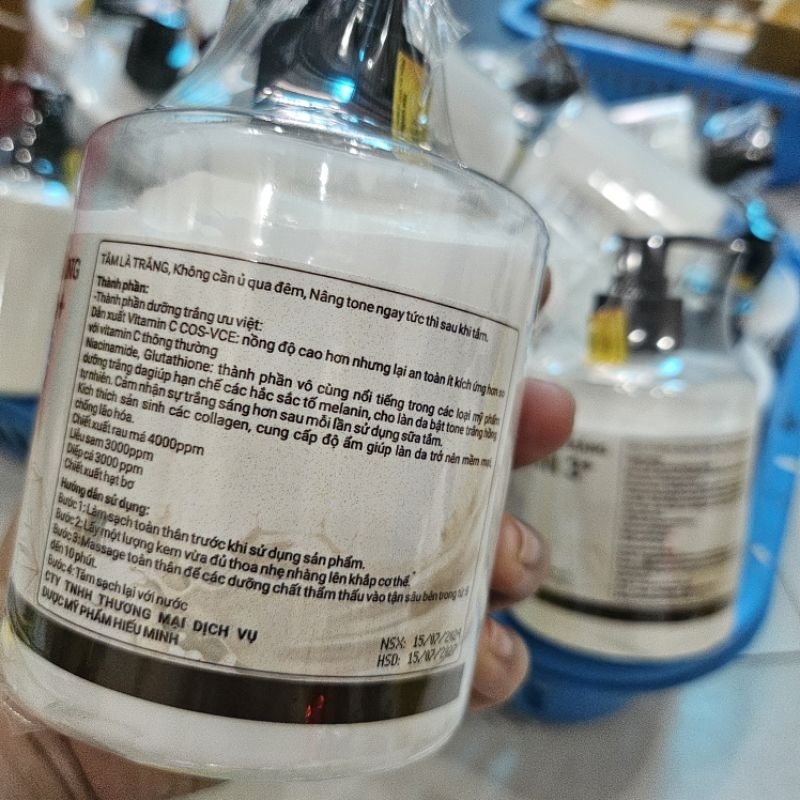 TẮM LÀ TRẮNG, Không cần ủ qua đêm, Nâng tone ngay tức thì sau khi tắm.
Thành phần:
-Thành phần dưỡng trắng ưu việt:
Dẫn xuất Vitamin C COS-VCE: nồng độ cao hơn nhưng lại an toàn ít kích ứng hơn so
với vitamin C thông thường
Niacinamide, Glutathione: thành phần vô cùng nổi tiếng trong các loại mỹ phẩm
dưỡng trắng dagiúp hạn chế các hắc sắc tố melanin, cho làn da bật tone trắng hồng
tự nhiên. Cảm nhận sự trắng sáng hơn sau mỗi lần sử dụng sữa tắm.
Kích thích sản sinh các collagen, cung cấp độ ẩm giúp làn da trở nên mềm mại,
chống lão hóa.
Chiết xuất rau má 4000ppm
Liệu sam 3000ppm
Diếp cá 3000 ppm
Chiết xuất hạt bơ
Hướng dẫn sử dụng:
Bước 1: Làm sạch toàn thân trước khi sử dụng sản phẩm.
Bước 2: Lấy một lượng kem vừa đủ thoa nhẹ nhàng lên khắp cơ thể.
Bước 3: Massage toàn thân để các dưỡng chất thẩm thấu vào tận sâu bên trong từ 5
đến 10 phút.
Bước 4: Tắm sạch lại với nước
CTY TNHH THƯƠNG MẠI DỊCH VỤ
DƯỢC MỸ PHẨM HIẾU MINH
NSX: 15/07/2024
HSD: 15/07/2027